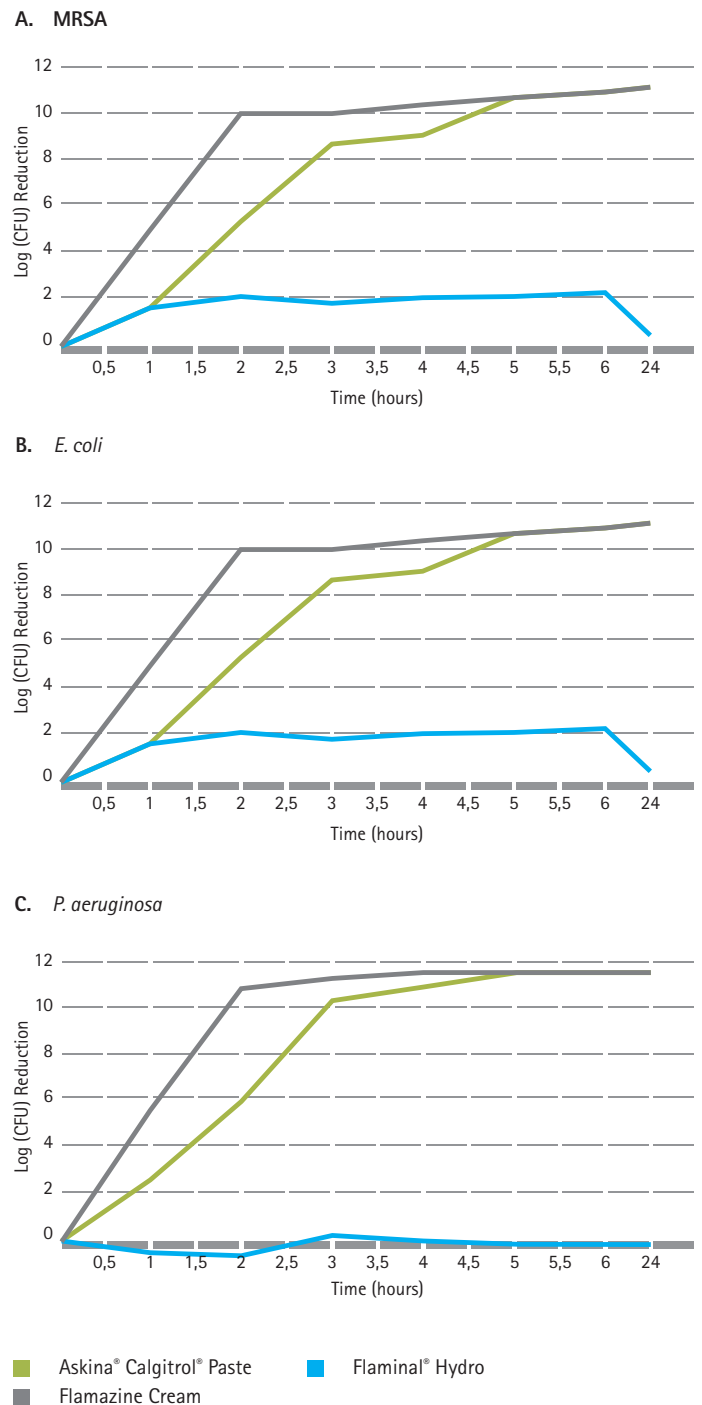 A. MRSA
12
10
8
6
4
2
0
Log (CFU) Reduction
0,5 1 1,5 2 2,5 3 3,5 4 4,5 5 5,5 6 24
Time (hours)
B. E. coli
12
10
8
6
4
2
0
Log (CFU) Reduction
0,5 1 1,5 2 2,5 3 3,5 4 4,5 5 5,5 6 24
Time (hours)
C. P. aeruginosa
12
10
8
6
4
2
0
Log (CFU) Reduction
0,5 1 1,5 2 2,5 3 3,5 4 4,5 5 5,5 6 24
Time (hours)
Askina® Calgitrol® Paste Flaminal® Hydro
Flamazine Cream